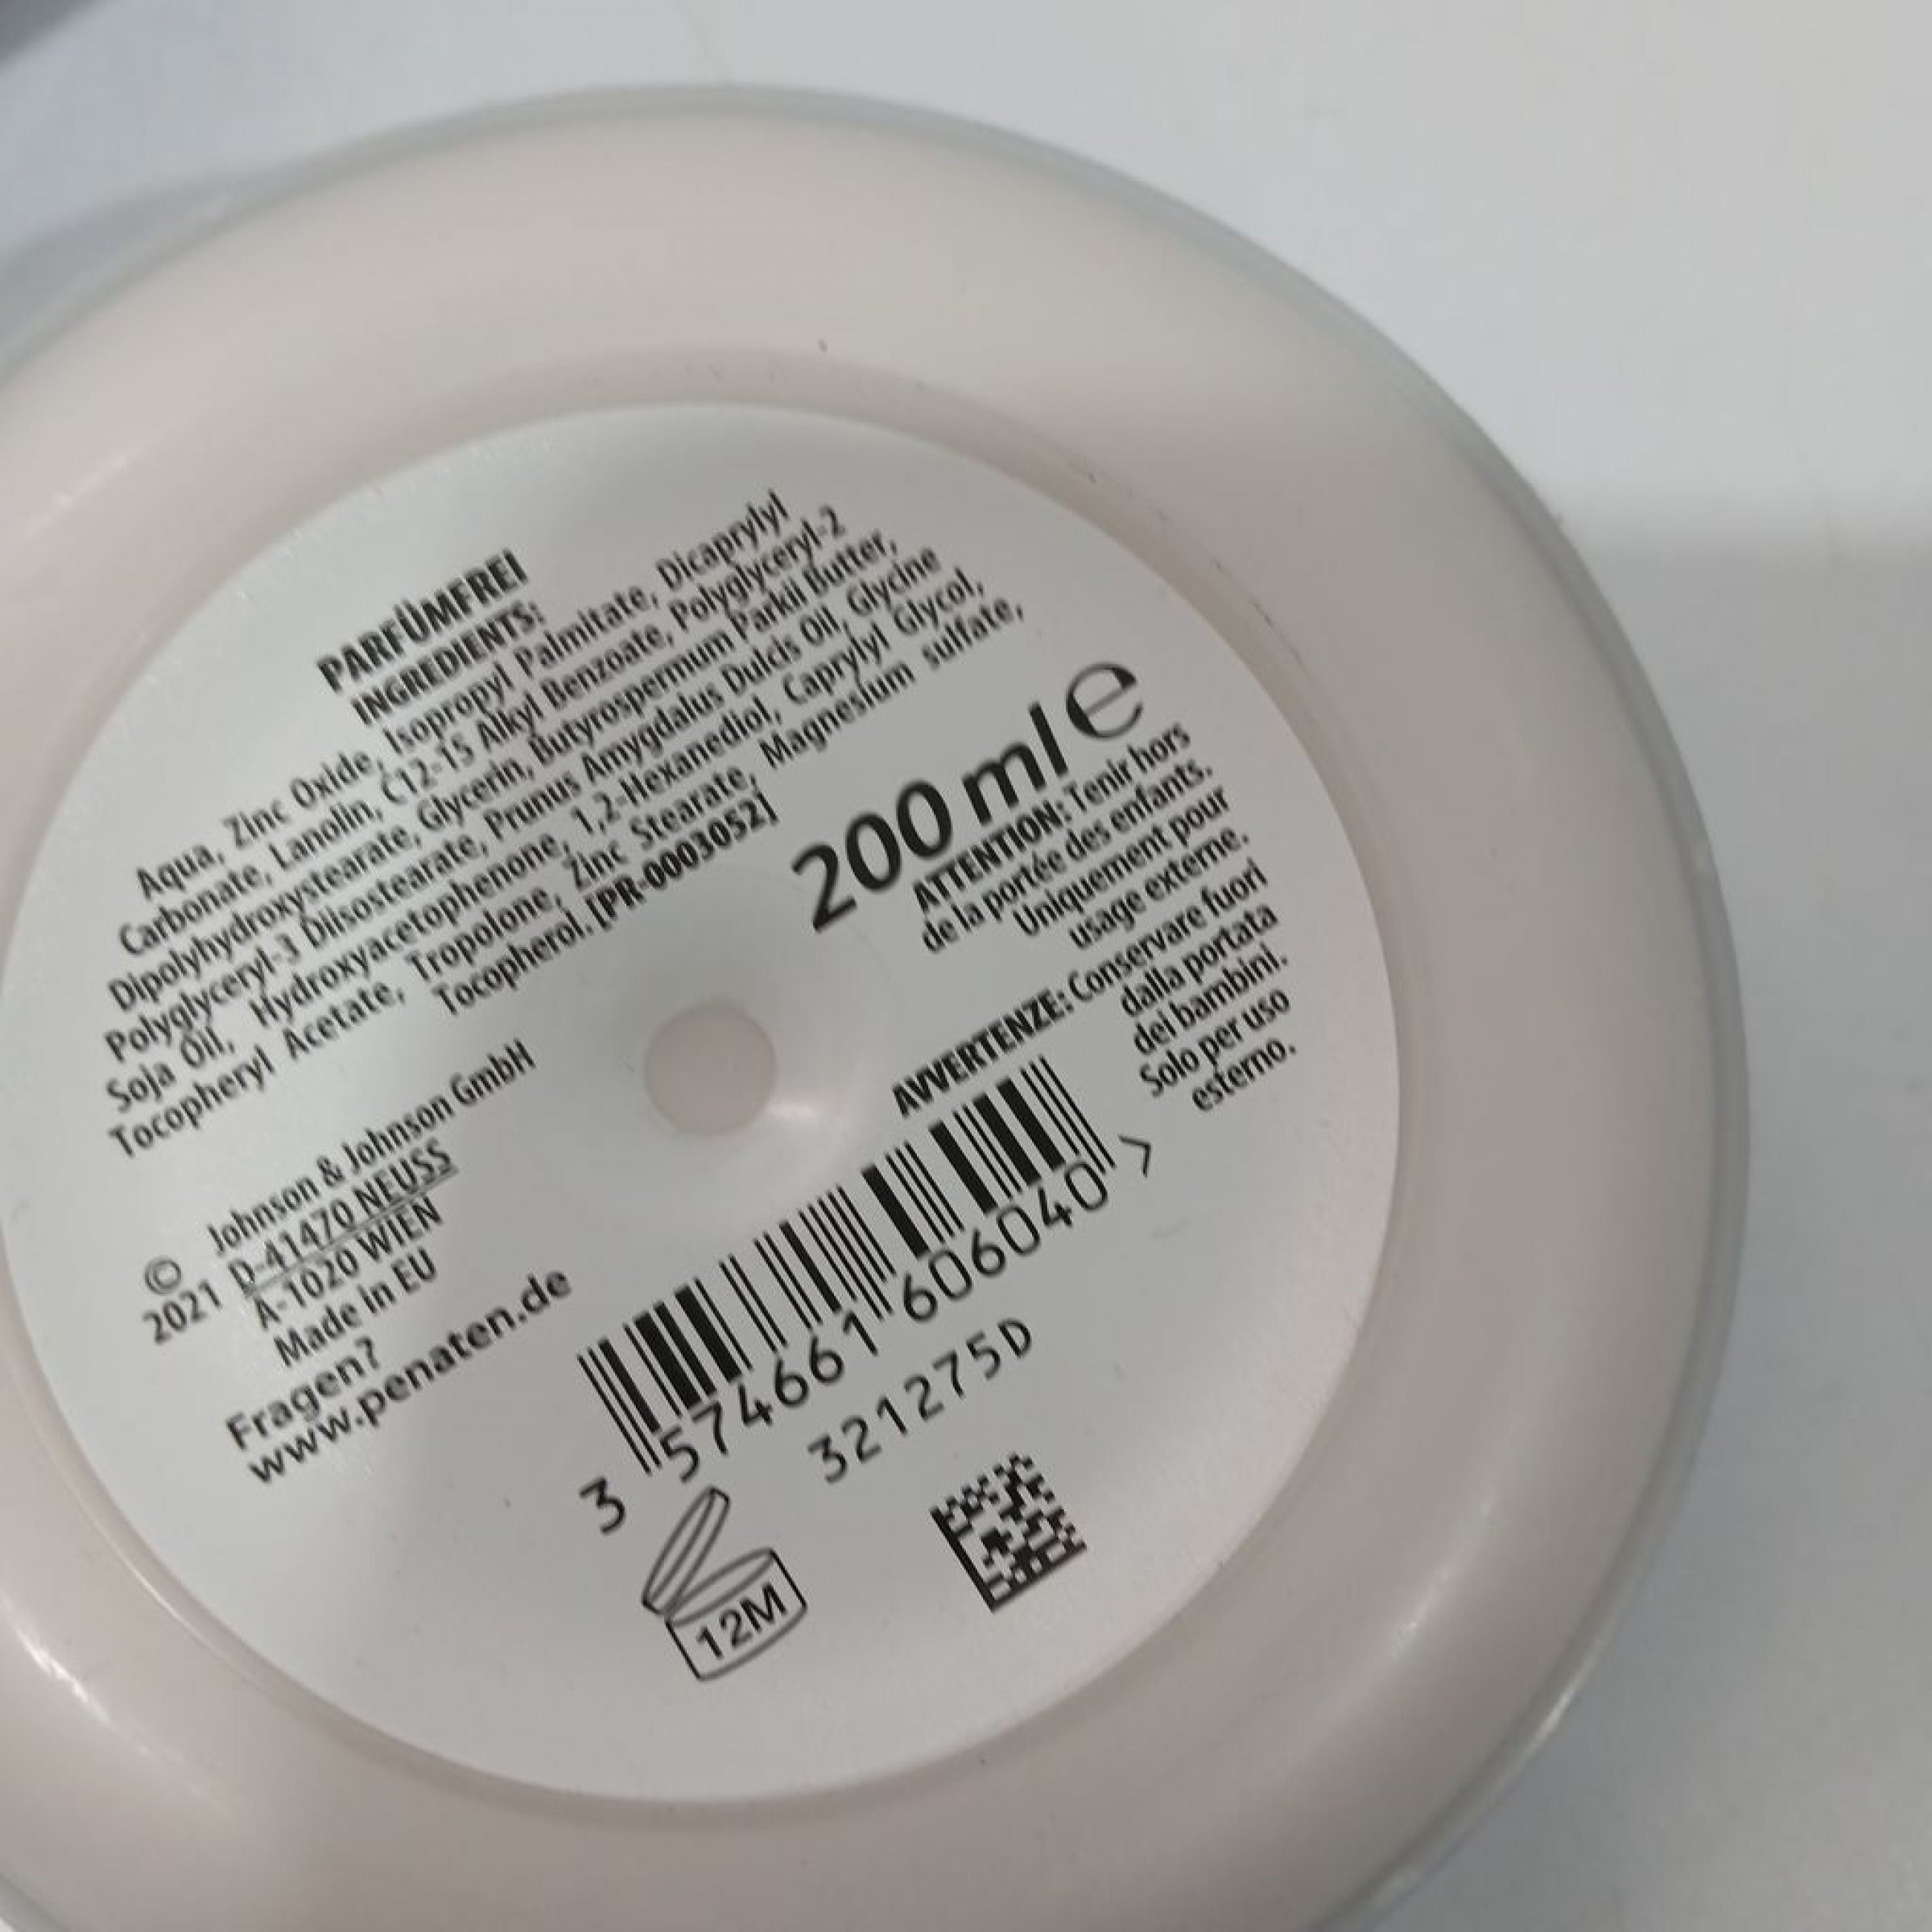 PARFÜMFREI
INGREDIENTS:
Aqua, Zinc Oxide, Isopropyl Palmitate, Dicaprylyl
Carbonate, Lanolin, C12-15 Alkyl Benzoate, Polyglyceryl-2
Dipolyhydroxystearate, Glycerin, Butyrospermum Parkii Butter,
Polyglyceryl-3 Diisostearate, Prunus Amygdalus Dulcis Oil, Glycine
Soja Oil, Hydroxyacetophenone, 1,2-Hexanediol, Caprylyl Glycol,
Tocopheryl Acetate, Tropolone, Zinc Stearate, Magnesium sulfate,
Tocopherol. [PR-0003052]
200 ml e
ATTENTION: Tenir hors
de la portée des enfants.
Uniquement pour
usage externe.
AVVERTENZE: Conservare fuori
dalla portata
dei bambini.
Solo per uso
esterno.
© Johnson & Johnson GmbH
2021 D-41470 NEUSS
A-1020 WIEN
Made in EU
Fragen?
www.penaten.de
3 574661 606040 >
321275D
12M